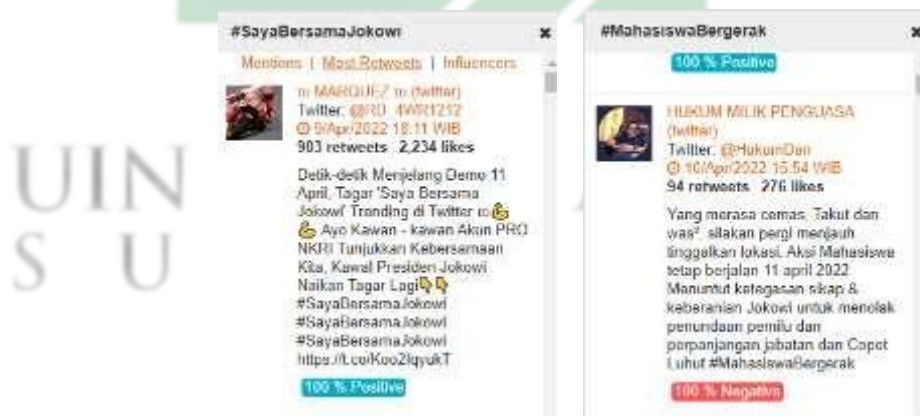 #SayaBersamaJokowi
Mentions | Most Retweets | Influencers
m MARQUEZ m (twitter)
Twitter: @RD_4WR1212
9/Apr/2022 18:11 WIB
903 retweets 2,234 likes
Detik-detik Menjelang Demo 11
April, Tagar 'Saya Bersama
Jokowi' Trending di Twitter m💪
💪 Ayo Kawan - kawan Akun PRO
NKRI Tunjukkan Kebersamaan
Kita, Kawal Presiden Jokowi
Naikan Tagar Lagi👇👇
#SayaBersamaJokowi
#SayaBersamaJokowi
#SayaBersamaJokowi
https://t.co/Koo2IqyukT
100 % Positive
#MahasiswaBergerak
100 % Positive
HUKUM MILIK PENGUASA
(twitter)
Twitter: @HukumDan
10/Apr/2022 15:54 WIB
94 retweets 276 likes
Yang merasa cemas, Takut dan
was², silakan pergi menjauh
tinggalkan lokasi. Aksi Mahasiswa
tetap berjalan 11 april 2022
Menuntut ketegasan sikap &
keberanian Jokowi untuk menolak
penundaan pemilu dan
perpanjangan jabatan dan Copot
Luhut #MahasiswaBergerak
100 % Negative
UIN
S U